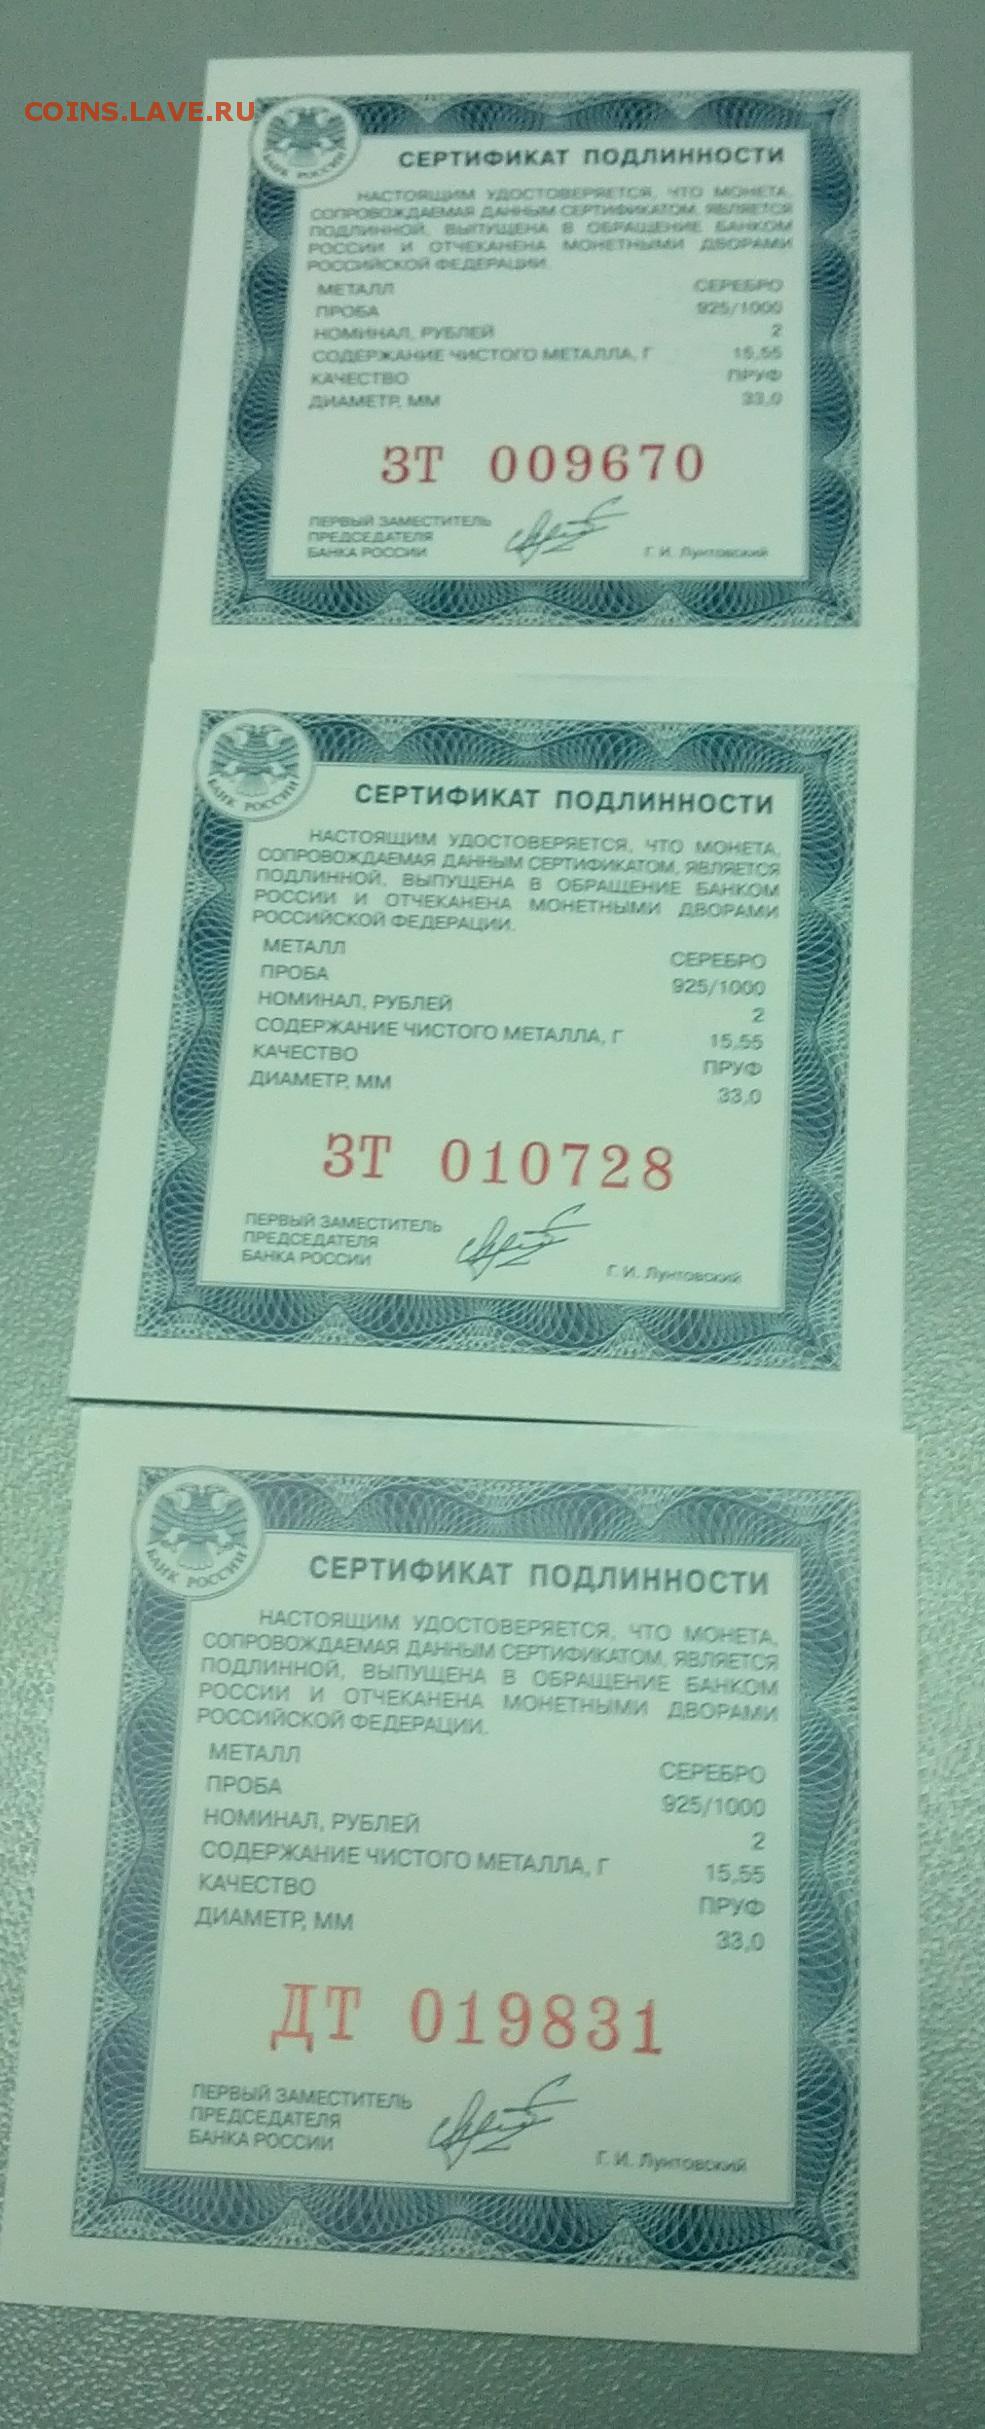 COINS.LAVE.RU
БАНК РОССИИ
СЕРТИФИКАТ ПОДЛИННОСТИ
НАСТОЯЩИМ УДОСТОВЕРЯЕТСЯ, ЧТО МОНЕТА,
СОПРОВОЖДАЕМАЯ ДАННЫМ СЕРТИФИКАТОМ, ЯВЛЯЕТСЯ
ПОДЛИННОЙ, ВЫПУЩЕНА В ОБРАЩЕНИЕ БАНКОМ
РОССИИ И ОТЧЕКАНЕНА МОНЕТНЫМИ ДВОРАМИ
РОССИЙСКОЙ ФЕДЕРАЦИИ.
МЕТАЛЛ СЕРЕБРО
ПРОБА 925/1000
НОМИНАЛ, РУБЛЕЙ 2
СОДЕРЖАНИЕ ЧИСТОГО МЕТАЛЛА, Г 15,55
КАЧЕСТВО ПРУФ
ДИАМЕТР, ММ 33,0
ЗТ 009670
ПЕРВЫЙ ЗАМЕСТИТЕЛЬ
ПРЕДСЕДАТЕЛЯ
БАНКА РОССИИ Г. И. Лунтовский
БАНК РОССИИ
СЕРТИФИКАТ ПОДЛИННОСТИ
НАСТОЯЩИМ УДОСТОВЕРЯЕТСЯ, ЧТО МОНЕТА,
СОПРОВОЖДАЕМАЯ ДАННЫМ СЕРТИФИКАТОМ, ЯВЛЯЕТСЯ
ПОДЛИННОЙ, ВЫПУЩЕНА В ОБРАЩЕНИЕ БАНКОМ
РОССИИ И ОТЧЕКАНЕНА МОНЕТНЫМИ ДВОРАМИ
РОССИЙСКОЙ ФЕДЕРАЦИИ.
МЕТАЛЛ СЕРЕБРО
ПРОБА 925/1000
НОМИНАЛ, РУБЛЕЙ 2
СОДЕРЖАНИЕ ЧИСТОГО МЕТАЛЛА, Г 15,55
КАЧЕСТВО ПРУФ
ДИАМЕТР, ММ 33,0
ЗТ 010728
ПЕРВЫЙ ЗАМЕСТИТЕЛЬ
ПРЕДСЕДАТЕЛЯ
БАНКА РОССИИ Г. И. Лунтовский
БАНК РОССИИ
СЕРТИФИКАТ ПОДЛИННОСТИ
НАСТОЯЩИМ УДОСТОВЕРЯЕТСЯ, ЧТО МОНЕТА,
СОПРОВОЖДАЕМАЯ ДАННЫМ СЕРТИФИКАТОМ, ЯВЛЯЕТСЯ
ПОДЛИННОЙ, ВЫПУЩЕНА В ОБРАЩЕНИЕ БАНКОМ
РОССИИ И ОТЧЕКАНЕНА МОНЕТНЫМИ ДВОРАМИ
РОССИЙСКОЙ ФЕДЕРАЦИИ.
МЕТАЛЛ СЕРЕБРО
ПРОБА 925/1000
НОМИНАЛ, РУБЛЕЙ 2
СОДЕРЖАНИЕ ЧИСТОГО МЕТАЛЛА, Г 15,55
КАЧЕСТВО ПРУФ
ДИАМЕТР, ММ 33,0
ДТ 019831
ПЕРВЫЙ ЗАМЕСТИТЕЛЬ
ПРЕДСЕДАТЕЛЯ
БАНКА РОССИИ Г. И. Лунтовский